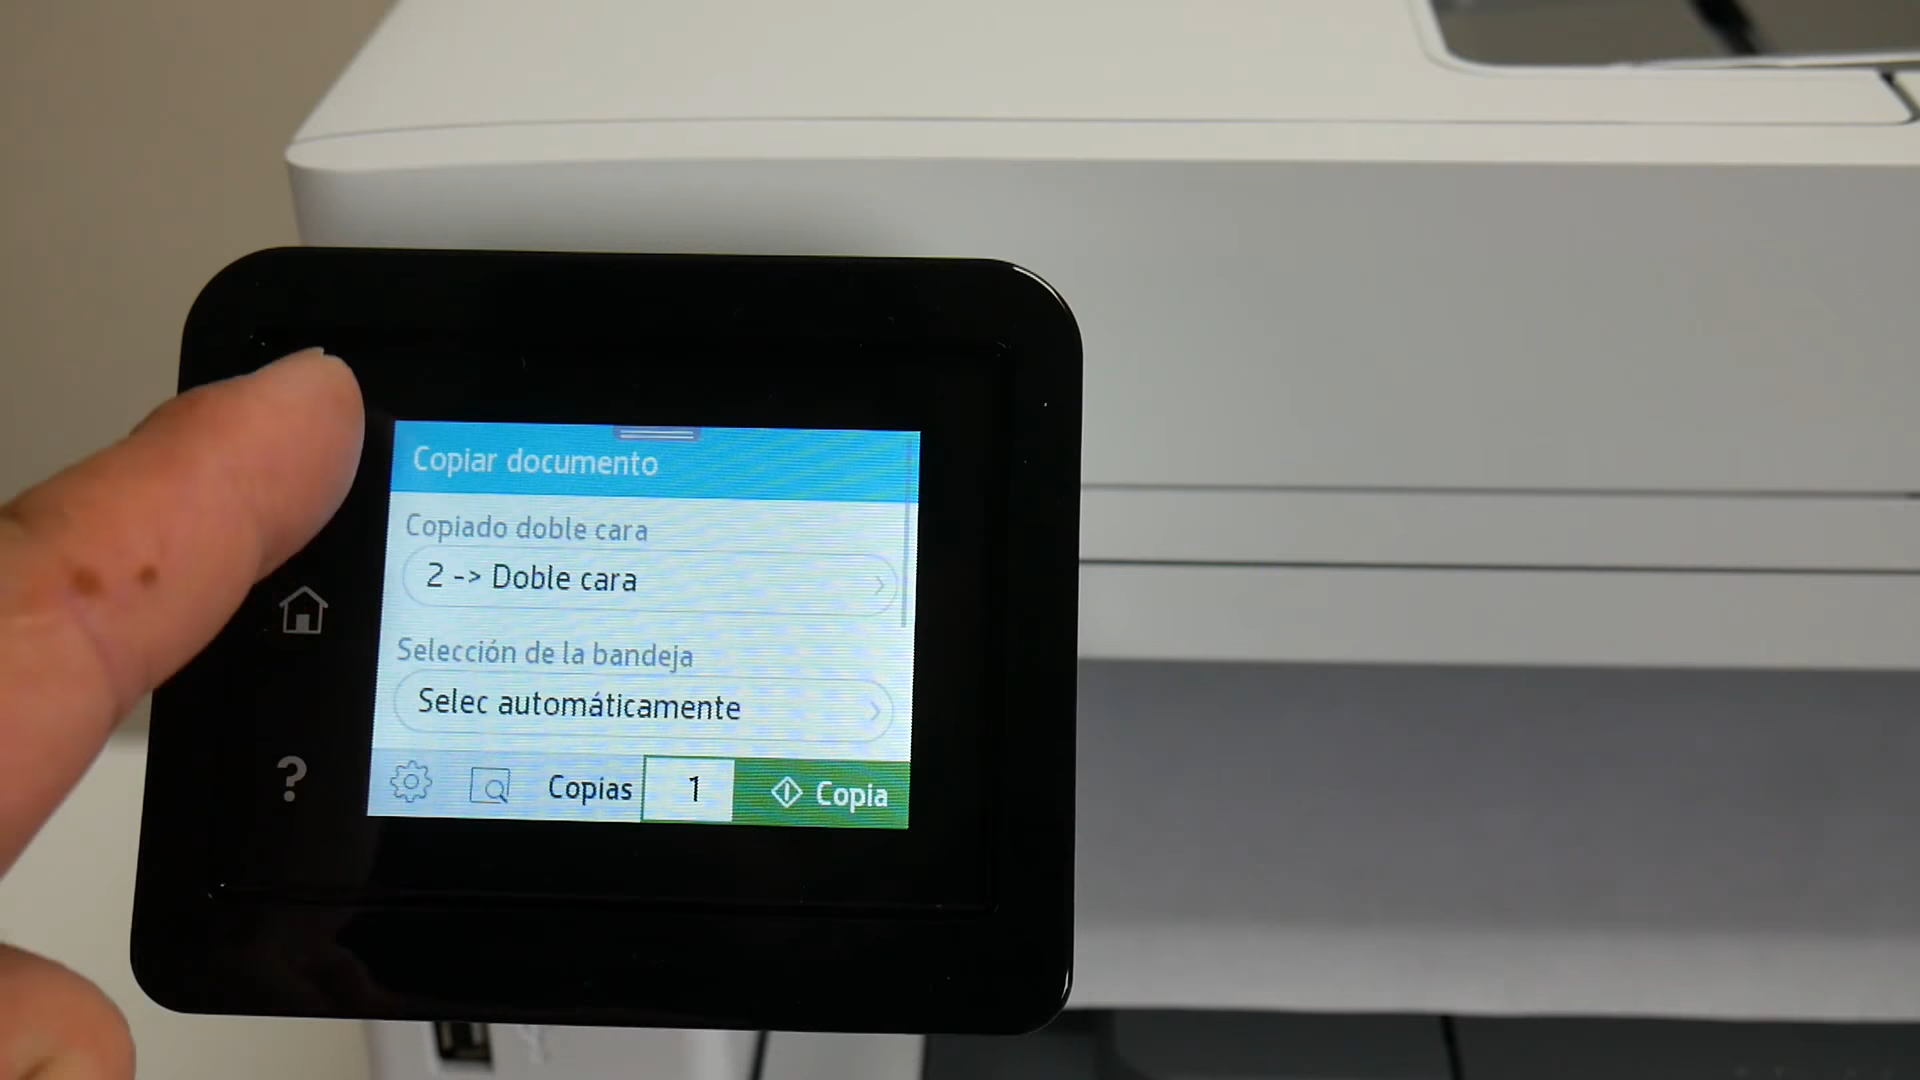 Copiar documento
Copiado doble cara
2 -> Doble cara
Selección de la bandeja
Selec automáticamente
Copias 1 Copia
?